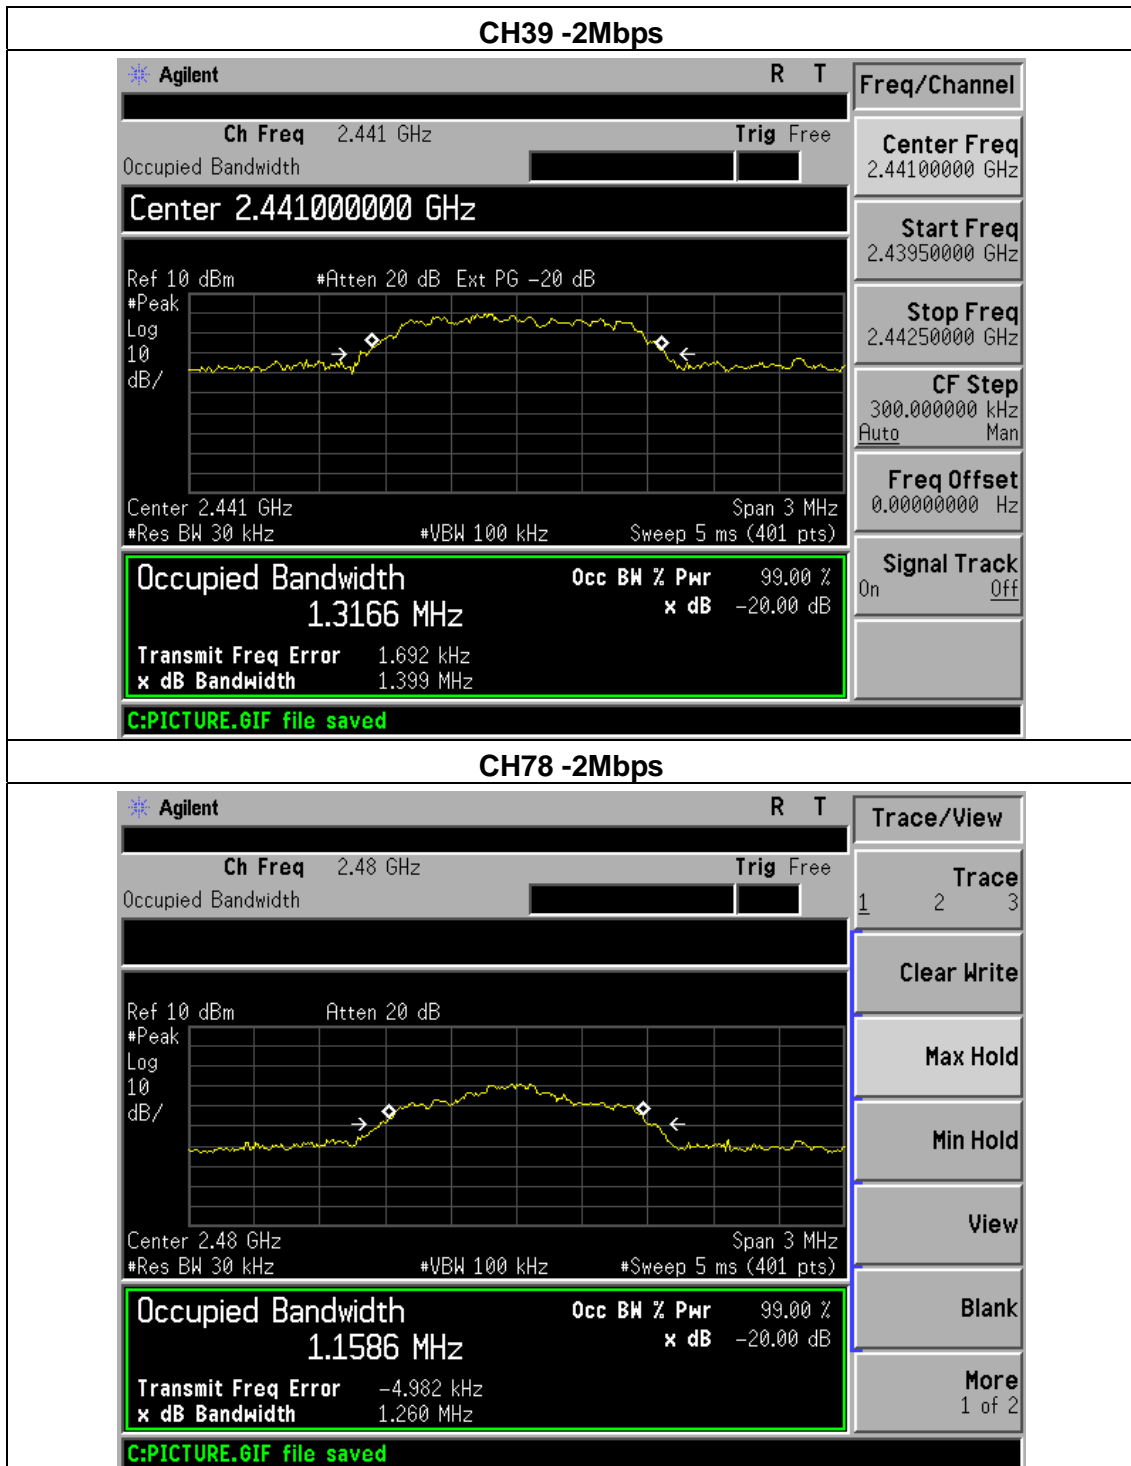 CH39 -2Mbps
Agilent R T
Freq/Channel
Ch Freq 2.441 GHz Trig Free
Occupied Bandwidth
Center Freq
2.44100000 GHz
Center 2.441000000 GHz
Start Freq
2.43950000 GHz
Ref 10 dBm #Atten 20 dB Ext PG -20 dB
#Peak
Log
10
dB/
Stop Freq
2.44250000 GHz
CF Step
300.000000 kHz
Auto Man
Freq Offset
0.00000000 Hz
Center 2.441 GHz Span 3 MHz
#Res BW 30 kHz #VBW 100 kHz Sweep 5 ms (401 pts)
Signal Track
On Off
Occupied Bandwidth Occ BW % Pwr 99.00 %
1.3166 MHz x dB -20.00 dB
Transmit Freq Error 1.692 kHz
x dB Bandwidth 1.399 MHz
C:PICTURE.GIF file saved
CH78 -2Mbps
Agilent R T
Trace/View
Ch Freq 2.48 GHz Trig Free
Occupied Bandwidth
Trace
1 2 3
Clear Write
Ref 10 dBm Atten 20 dB
#Peak
Log
10
dB/
Max Hold
Min Hold
View
Center 2.48 GHz Span 3 MHz
#Res BW 30 kHz #VBW 100 kHz #Sweep 5 ms (401 pts)
Blank
Occupied Bandwidth Occ BW % Pwr 99.00 %
1.1586 MHz x dB -20.00 dB
More
1 of 2
Transmit Freq Error -4.982 kHz
x dB Bandwidth 1.260 MHz
C:PICTURE.GIF file saved